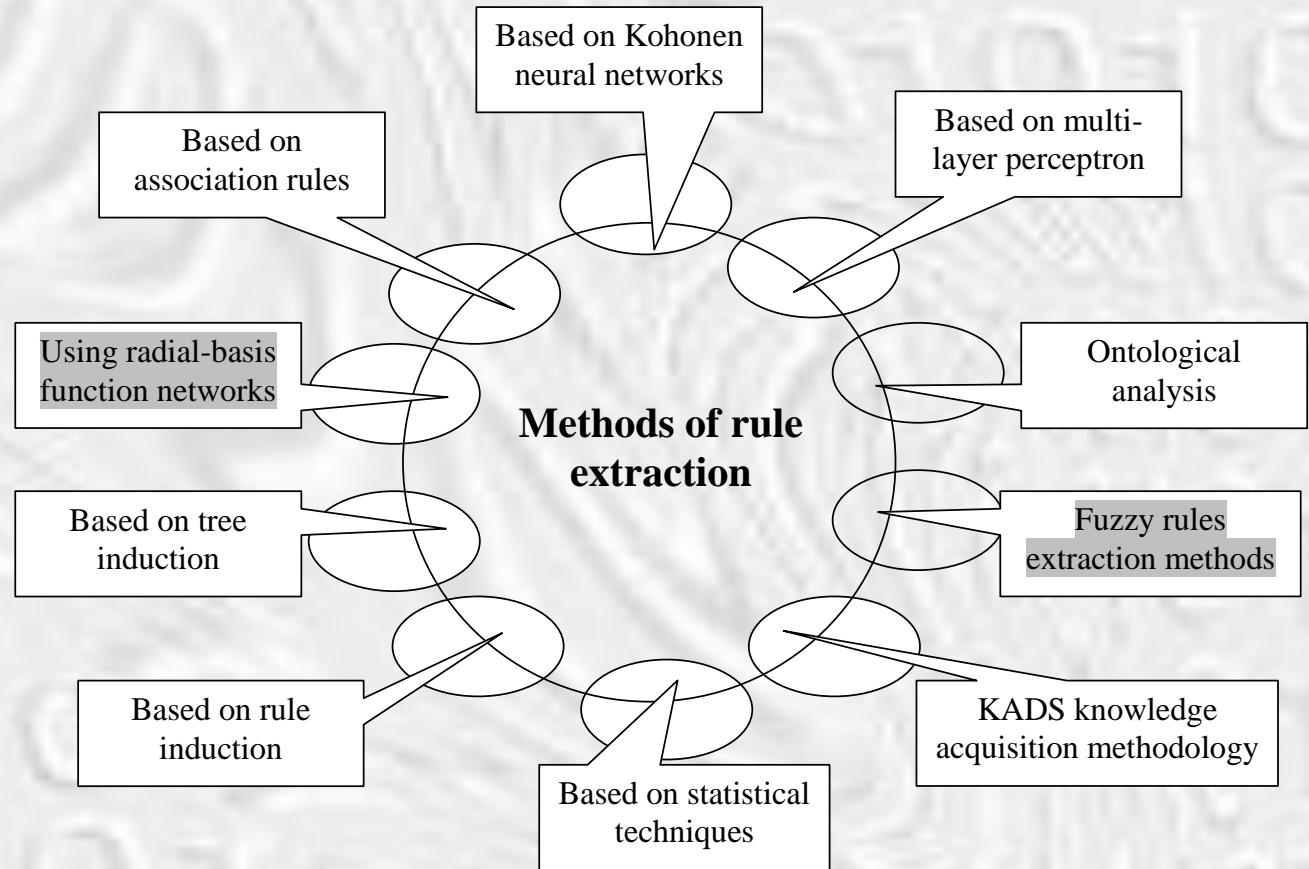 Based on Kohonen
neural networks
Based on multi-
layer perceptron
Based on
association rules
Using radial-basis
function networks
Ontological
analysis
Methods of rule
extraction
Based on tree
induction
Fuzzy rules
extraction methods
Based on rule
induction
KADS knowledge
acquisition methodology
Based on statistical
techniques